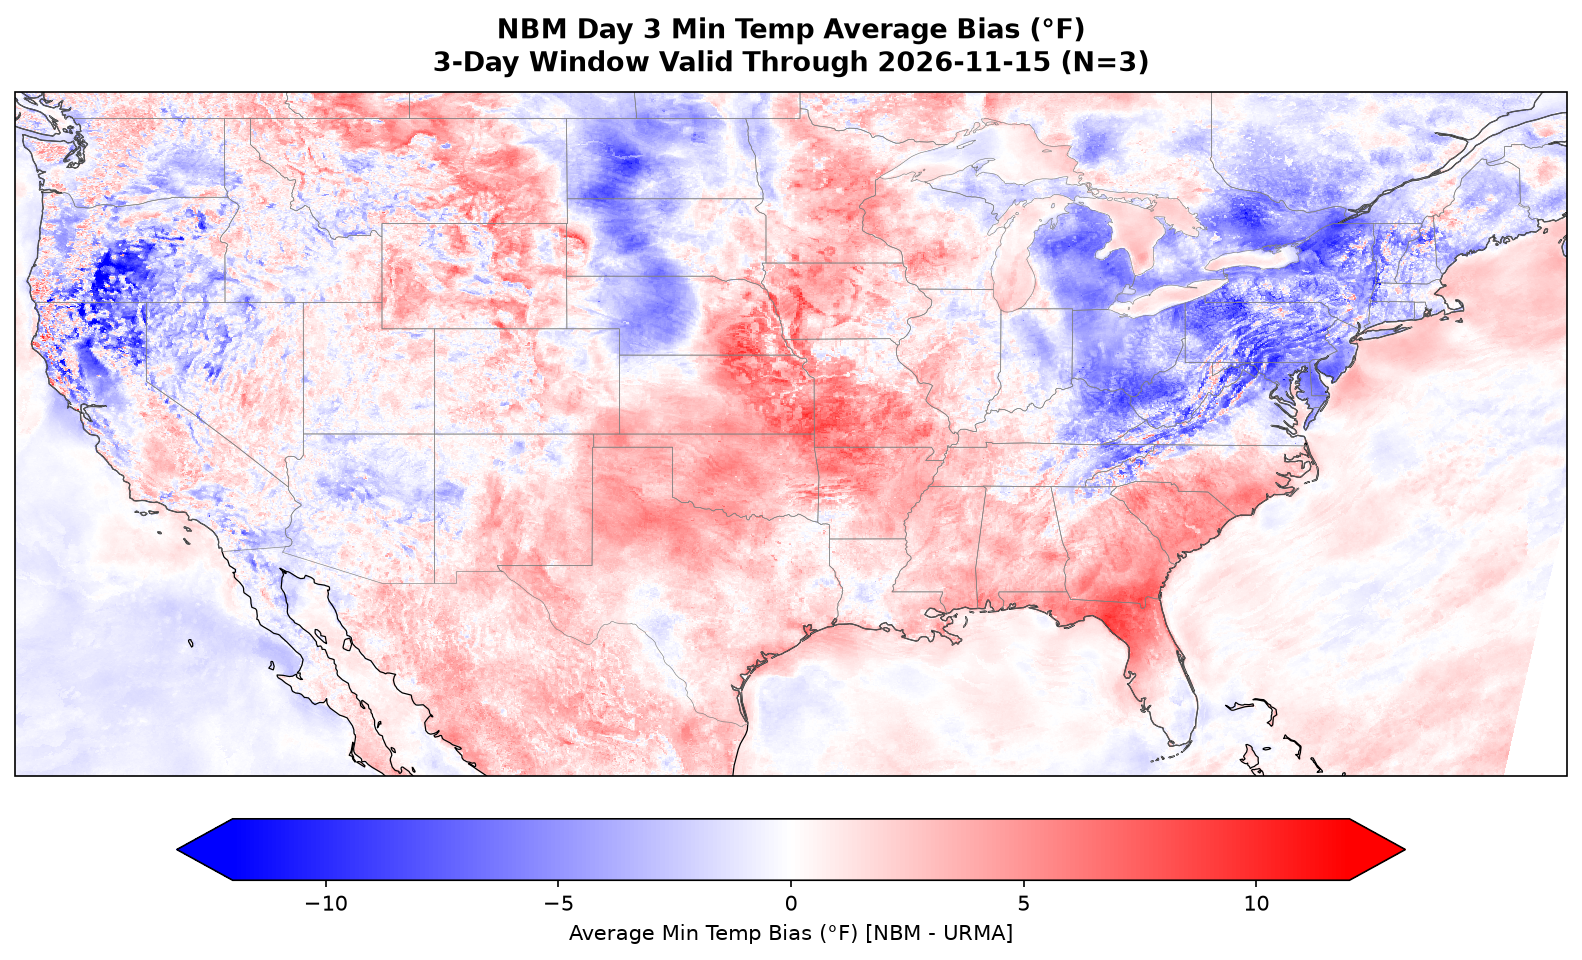 NBM Day 3 Min Temp Average Bias (°F)
3-Day Window Valid Through 2026-11-15 (N=3)
−10 −5 0 5 10
Average Min Temp Bias (°F) [NBM - URMA]